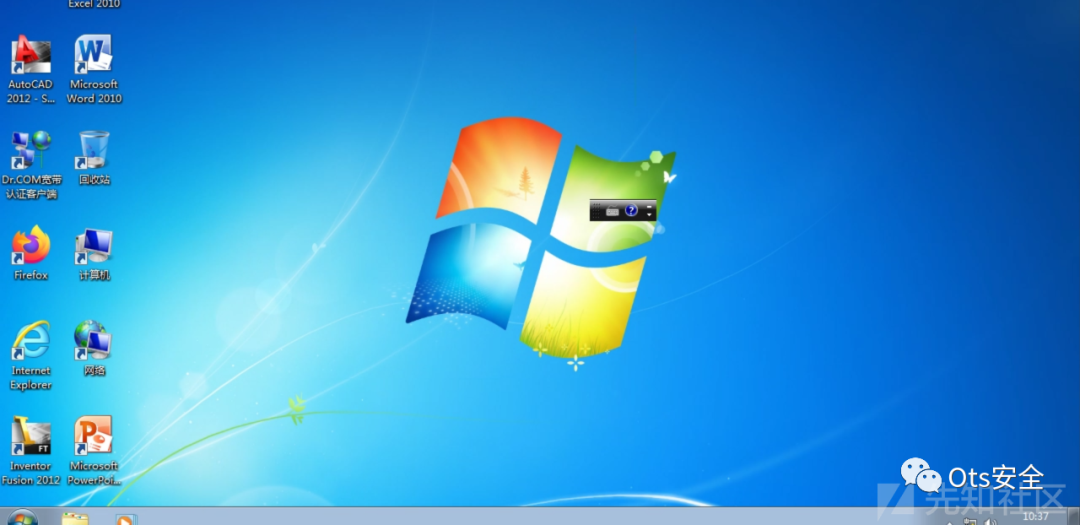 Excel 2010
AutoCAD
2012 - S...
Microsoft
Word 2010
Dr.COM宽带
认证客户端
回收站
Firefox
计算机
Internet
Explorer
网络
Inventor
Fusion 2012
Microsoft
PowerPoi...
FT
?
Ots安全
先知社区
10:37